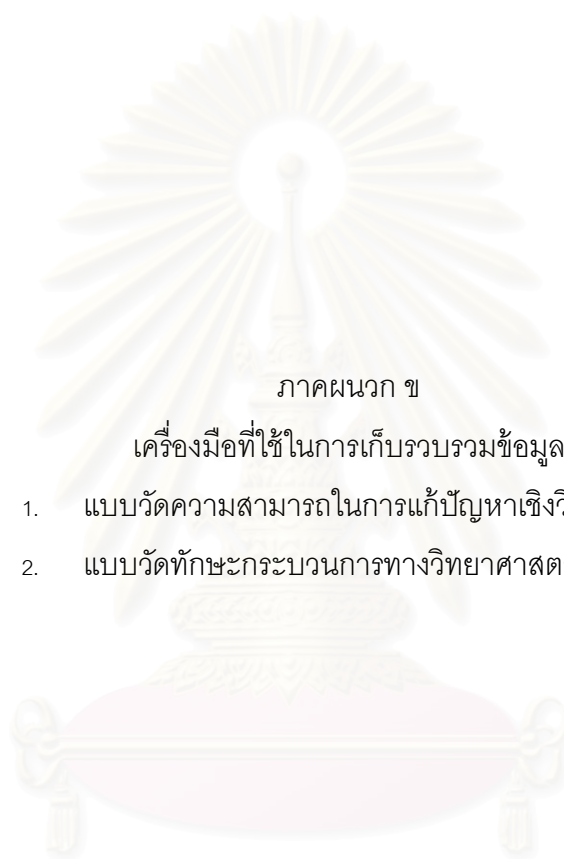 ภาคผนวก ข
เครื่องมือที่ใช้ในการเก็บรวบรวมข้อมูล
1. แบบวัดความสามารถในการแก้ปัญหาเชิงวิ
2. แบบวัดทักษะกระบวนการทางวิทยาศาสต